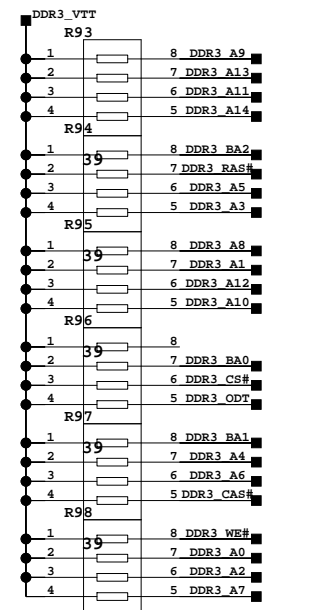 DDR3_VTT
R93
1 8 DDR3_A9
2 7 DDR3_A13
3 6 DDR3_A11
4 5 DDR3_A14
R94
1 8 DDR3_BA2
39
2 7 DDR3_RAS#
3 6 DDR3_A5
4 5 DDR3_A3
R95
1 8 DDR3_A8
39
2 7 DDR3_A1
3 6 DDR3_A12
4 5 DDR3_A10
R96
1 8
39
2 7 DDR3_BA0
3 6 DDR3_CS#
4 5 DDR3_ODT
R97
1 8 DDR3_BA1
39
2 7 DDR3_A4
3 6 DDR3_A6
4 5 DDR3_CAS#
R98
1 8 DDR3_WE#
39
2 7 DDR3_A0
3 6 DDR3_A2
4 5 DDR3_A7